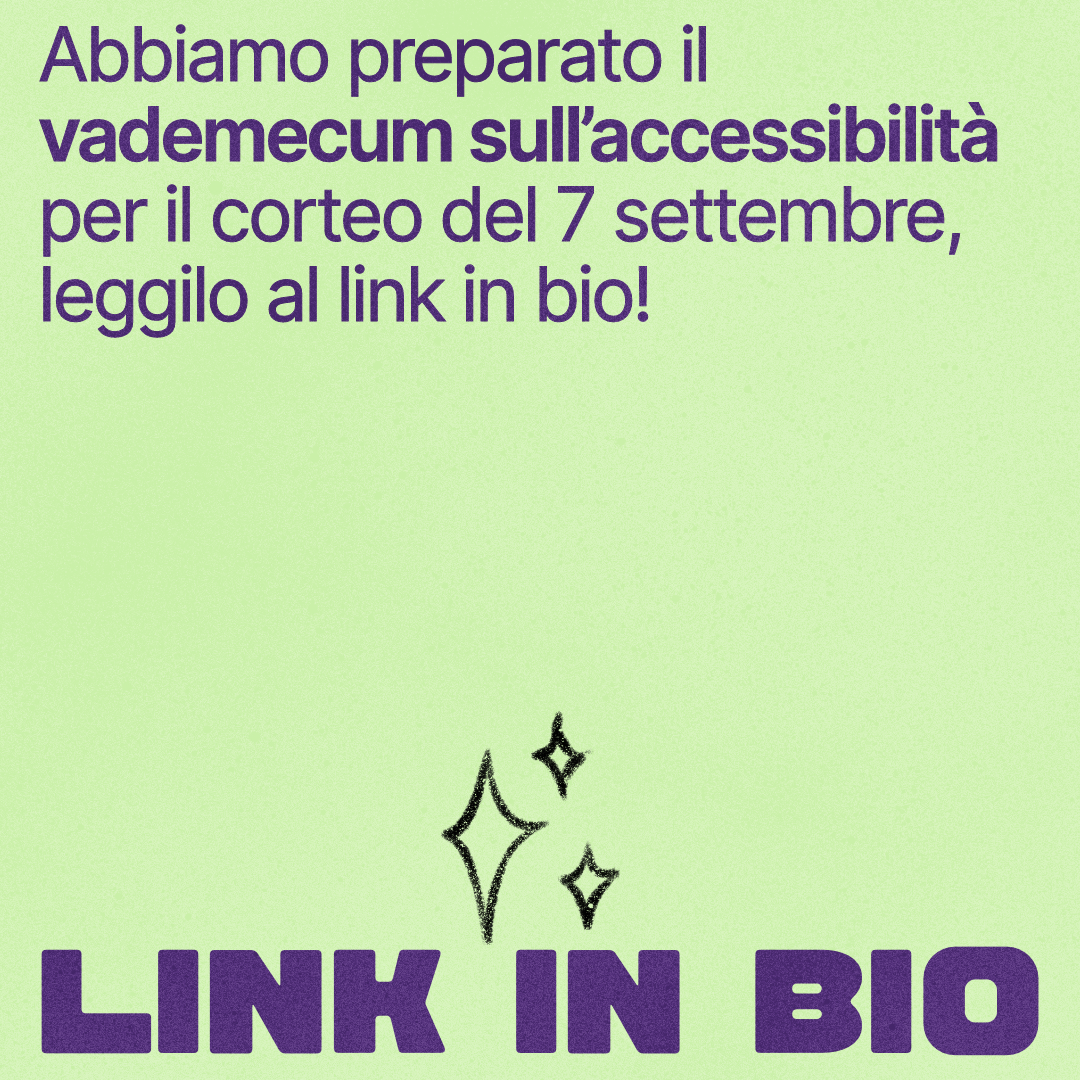 Abbiamo preparato il
vademecum sull’accessibilità
per il corteo del 7 settembre,
leggilo al link in bio!
LINK IN BIO